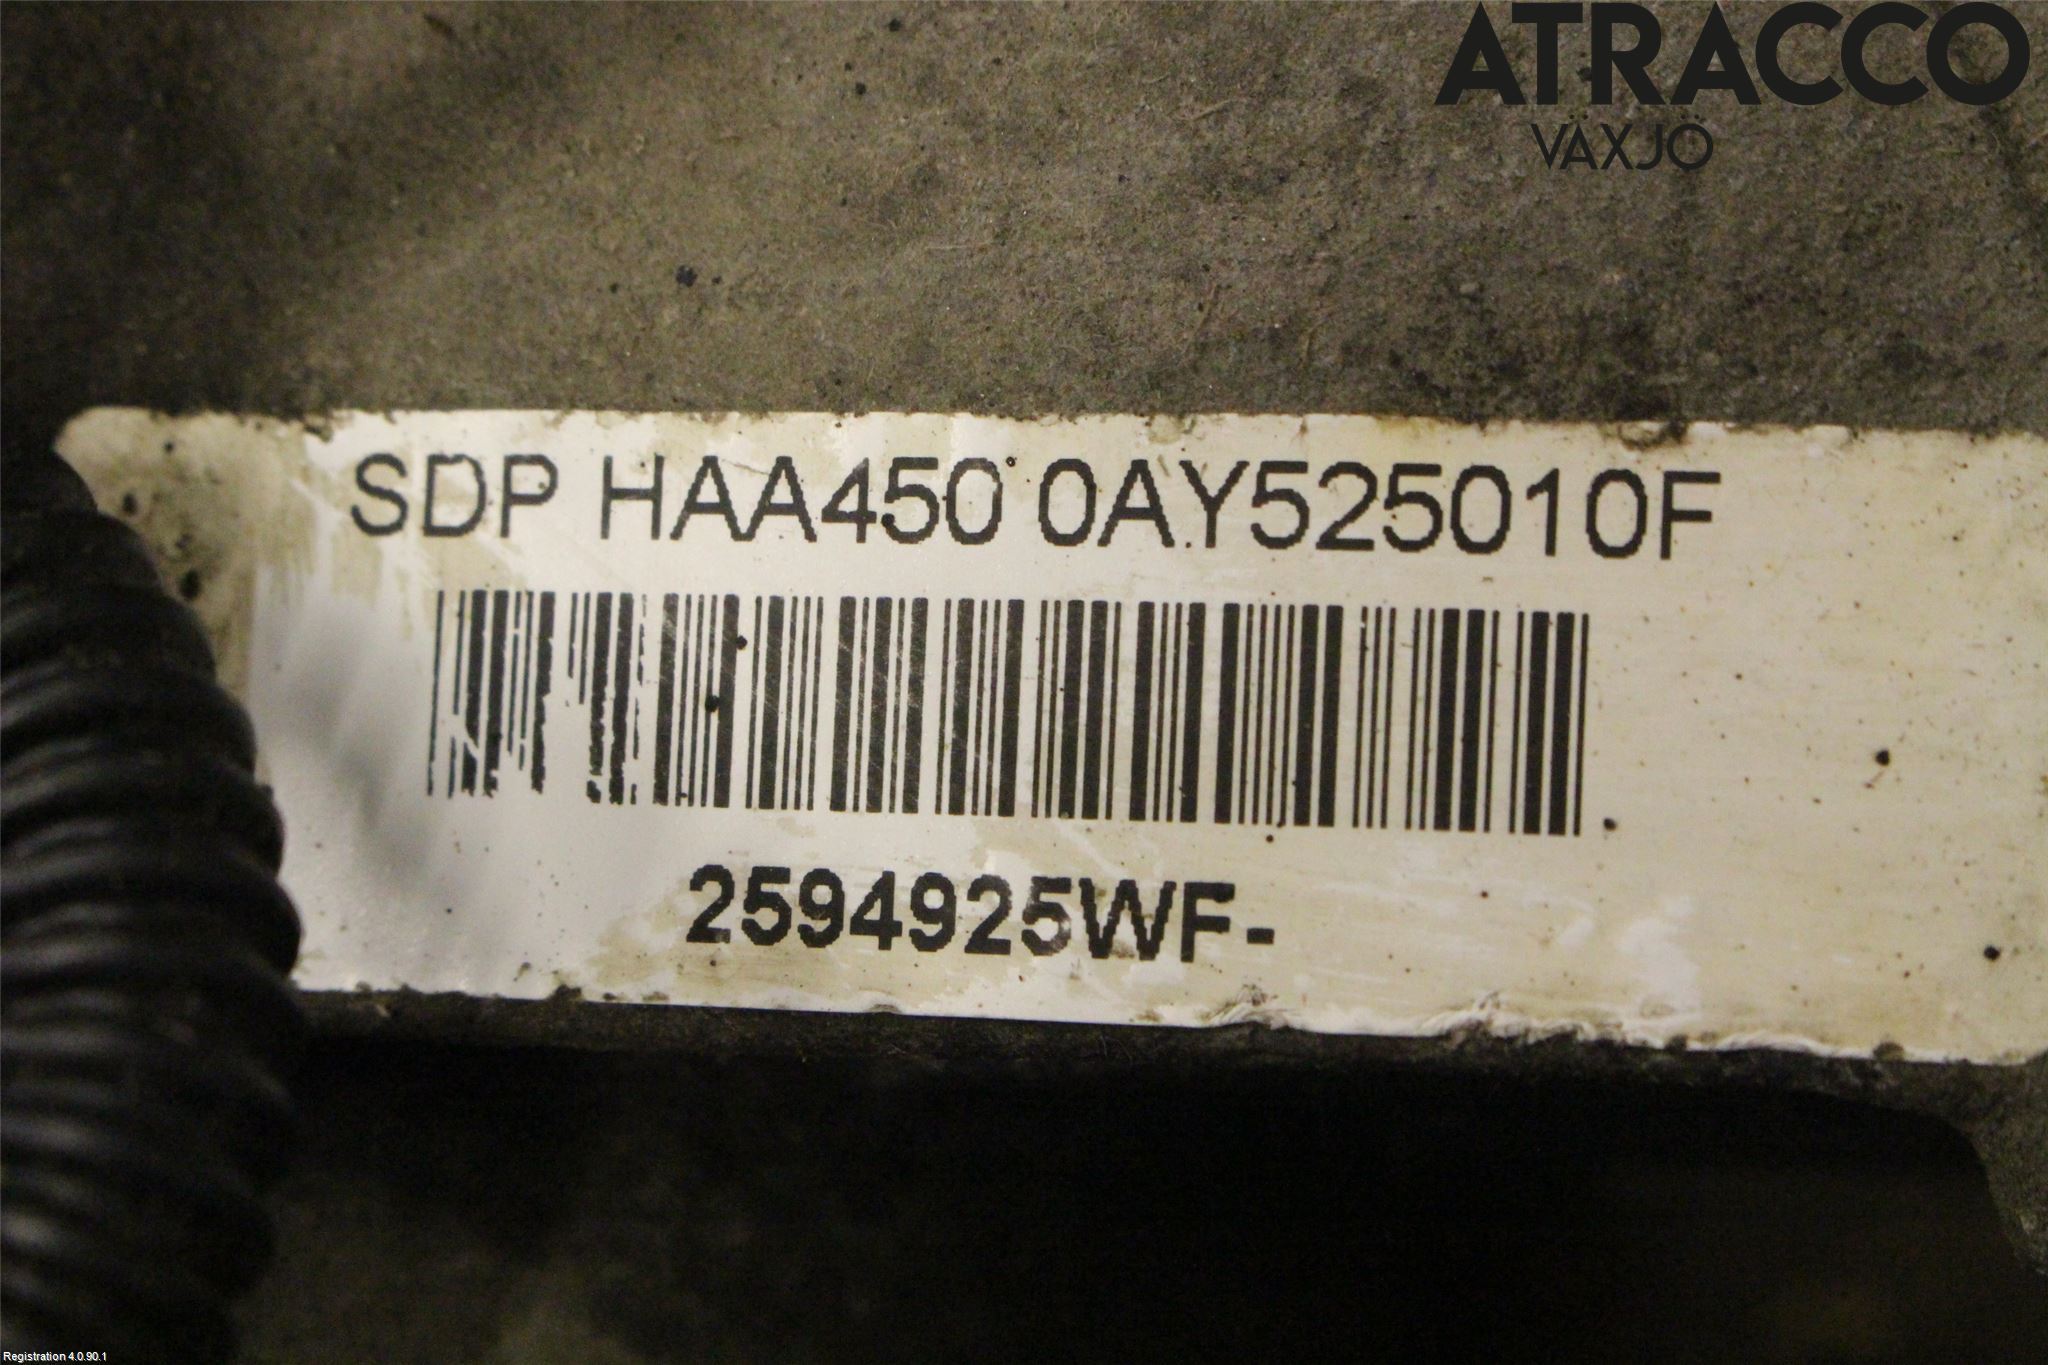 ATRACCO
VÄXJÖ
SDP HAA450 0AY525010F
2594925WF-
Registration 4.0.90.1